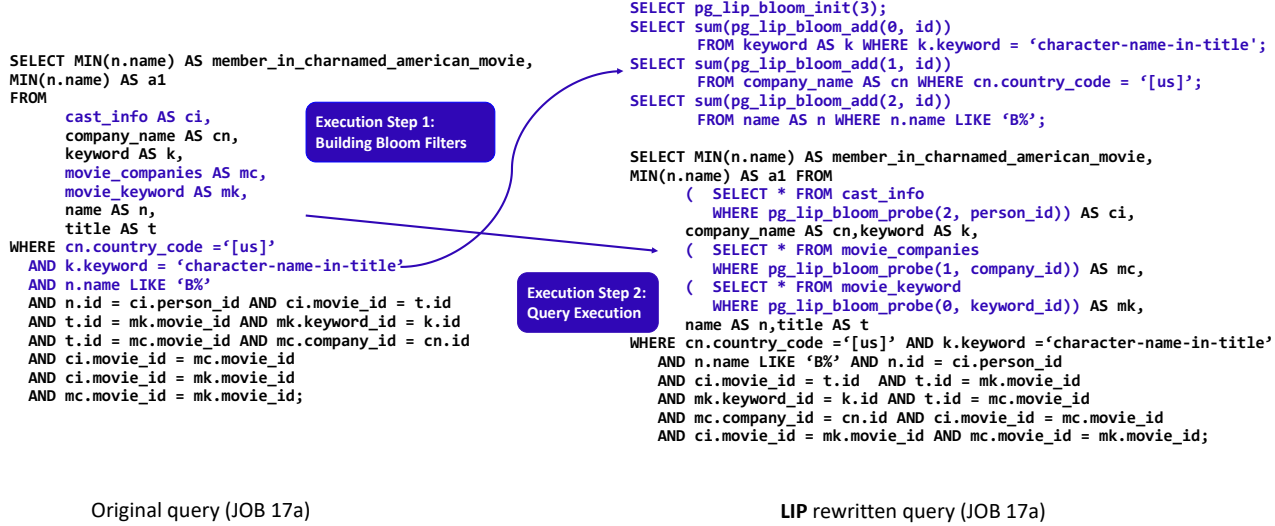 SELECT MIN(n.name) AS member_in_charnamed_american_movie,
MIN(n.name) AS a1
FROM
cast_info AS ci,
company_name AS cn,
keyword AS k,
movie_companies AS mc,
movie_keyword AS mk,
name AS n,
title AS t
WHERE cn.country_code =‘[us]’
AND k.keyword = ‘character-name-in-title’
AND n.name LIKE ‘B%’
AND n.id = ci.person_id AND ci.movie_id = t.id
AND t.id = mk.movie_id AND mk.keyword_id = k.id
AND t.id = mc.movie_id AND mc.company_id = cn.id
AND ci.movie_id = mc.movie_id
AND ci.movie_id = mk.movie_id
AND mc.movie_id = mk.movie_id;
Original query (JOB 17a)
Execution Step 1:
Building Bloom Filters
Execution Step 2:
Query Execution
SELECT pg_lip_bloom_init(3);
SELECT sum(pg_lip_bloom_add(0, id))
FROM keyword AS k WHERE k.keyword = ‘character-name-in-title';
SELECT sum(pg_lip_bloom_add(1, id))
FROM company_name AS cn WHERE cn.country_code = ‘[us]’;
SELECT sum(pg_lip_bloom_add(2, id))
FROM name AS n WHERE n.name LIKE ‘B%’;
SELECT MIN(n.name) AS member_in_charnamed_american_movie,
MIN(n.name) AS a1 FROM
( SELECT * FROM cast_info
WHERE pg_lip_bloom_probe(2, person_id)) AS ci,
company_name AS cn,keyword AS k,
( SELECT * FROM movie_companies
WHERE pg_lip_bloom_probe(1, company_id)) AS mc,
( SELECT * FROM movie_keyword
WHERE pg_lip_bloom_probe(0, keyword_id)) AS mk,
name AS n,title AS t
WHERE cn.country_code =‘[us]’ AND k.keyword =‘character-name-in-title’
AND n.name LIKE ‘B%’ AND n.id = ci.person_id
AND ci.movie_id = t.id AND t.id = mk.movie_id
AND mk.keyword_id = k.id AND t.id = mc.movie_id
AND mc.company_id = cn.id AND ci.movie_id = mc.movie_id
AND ci.movie_id = mk.movie_id AND mc.movie_id = mk.movie_id;
LIP rewritten query (JOB 17a)